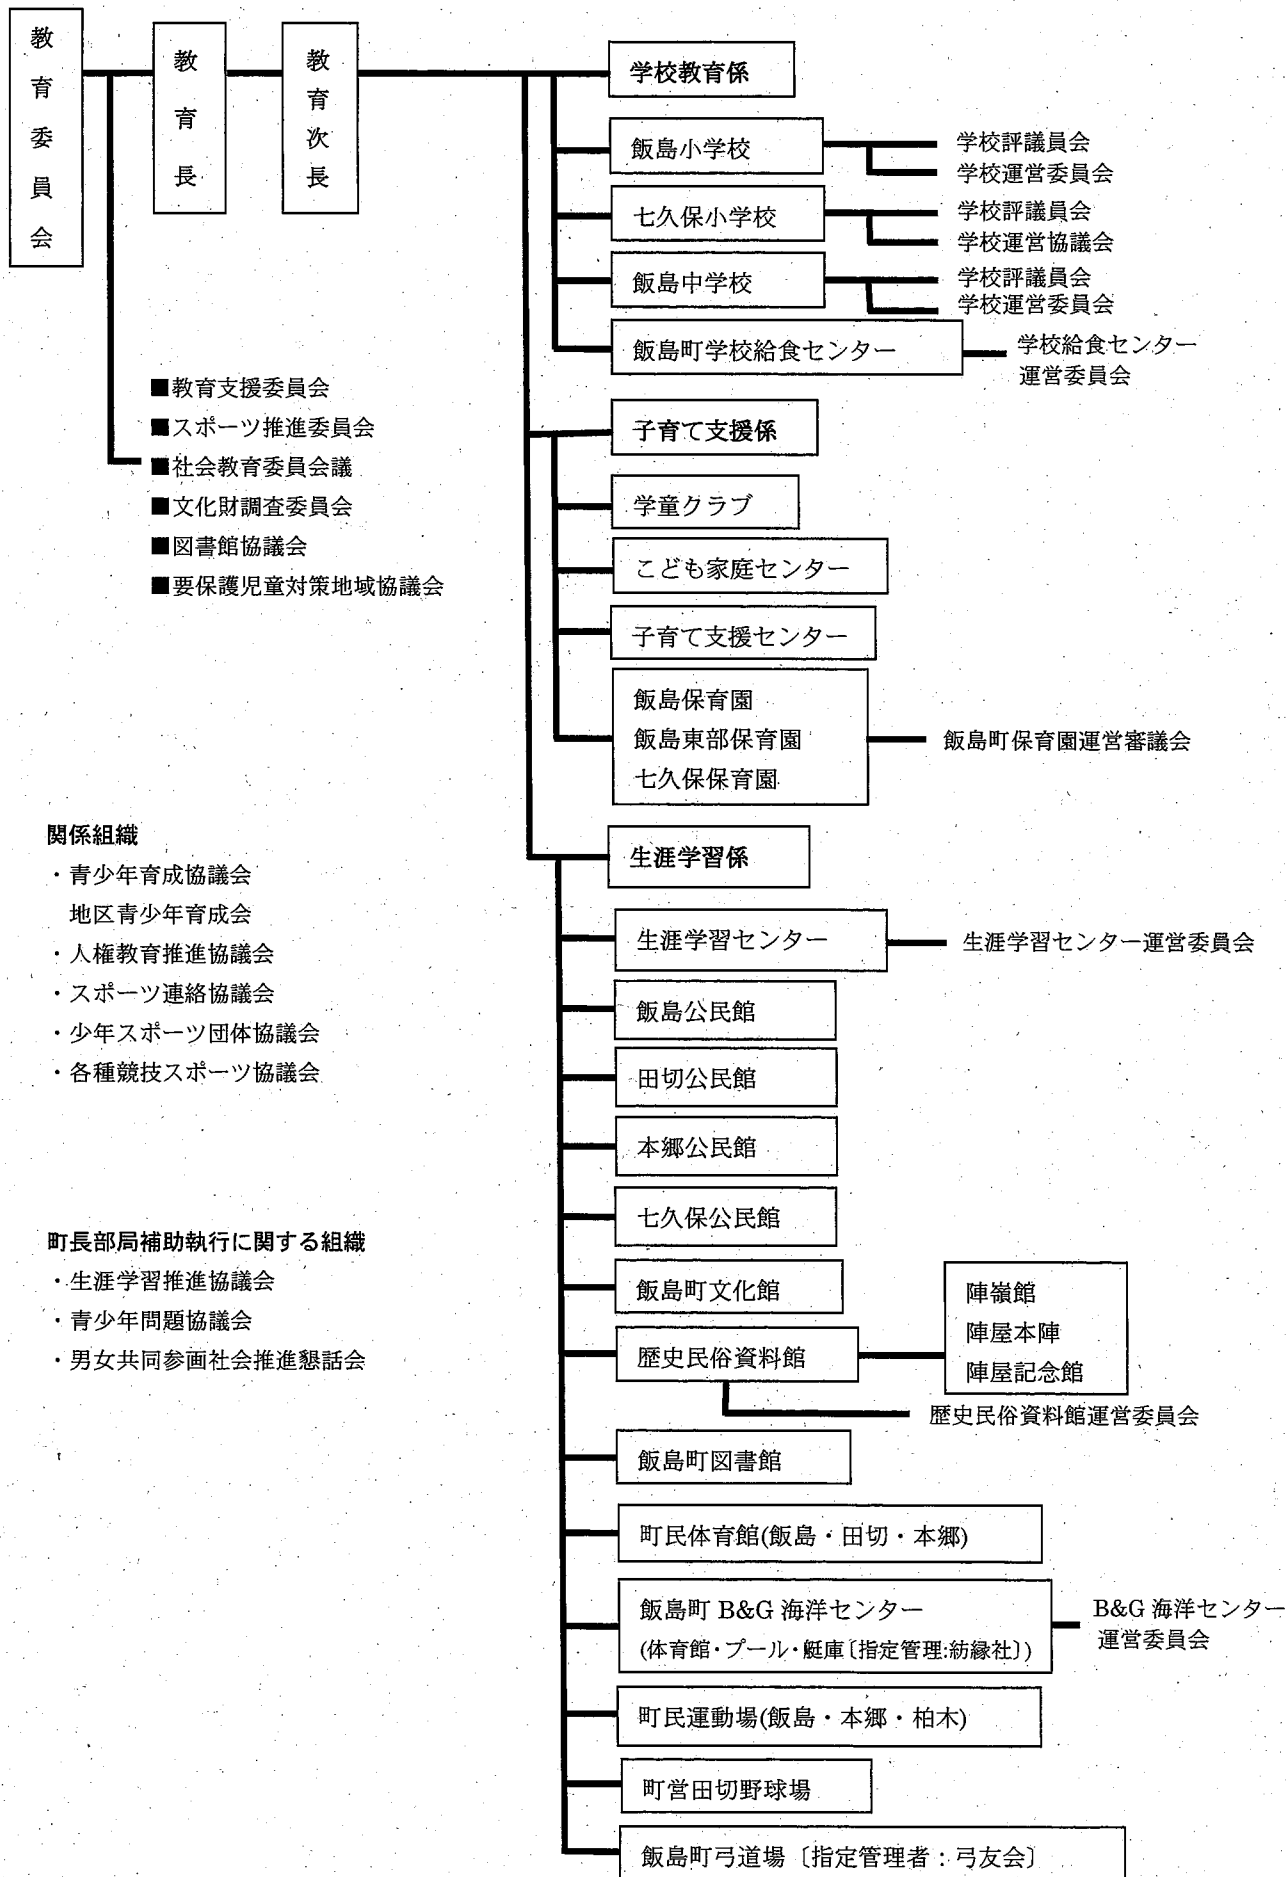 教育委員会
教育長
教育次長
■教育支援委員会
■スポーツ推進委員会
■社会教育委員会議
■文化財調査委員会
■図書館協議会
■要保護児童対策地域協議会
関係組織
・青少年育成協議会
地区青少年育成会
・人権教育推進協議会
・スポーツ連絡協議会
・少年スポーツ団体協議会
・各種競技スポーツ協議会
町長部局補助執行に関する組織
・生涯学習推進協議会
・青少年問題協議会
・男女共同参画社会推進懇話会
学校教育係
飯島小学校
学校評議員会
学校運営委員会
七久保小学校
学校評議員会
学校運営協議会
飯島中学校
学校評議員会
学校運営委員会
飯島町学校給食センター
学校給食センター
運営委員会
子育て支援係
学童クラブ
こども家庭センター
子育て支援センター
飯島保育園
飯島東部保育園
七久保保育園
飯島町保育園運営審議会
生涯学習係
生涯学習センター
生涯学習センター運営委員会
飯島公民館
田切公民館
本郷公民館
七久保公民館
飯島町文化館
歴史民俗資料館
陣嶺館
陣屋本陣
陣屋記念館
歴史民俗資料館運営委員会
飯島町図書館
町民体育館(飯島・田切・本郷)
飯島町 B&G 海洋センター
(体育館・プール・艇庫〔指定管理:紡縁社〕)
B&G 海洋センター
運営委員会
町民運動場(飯島・本郷・柏木)
町営田切野球場
飯島町弓道場〔指定管理者：弓友会〕